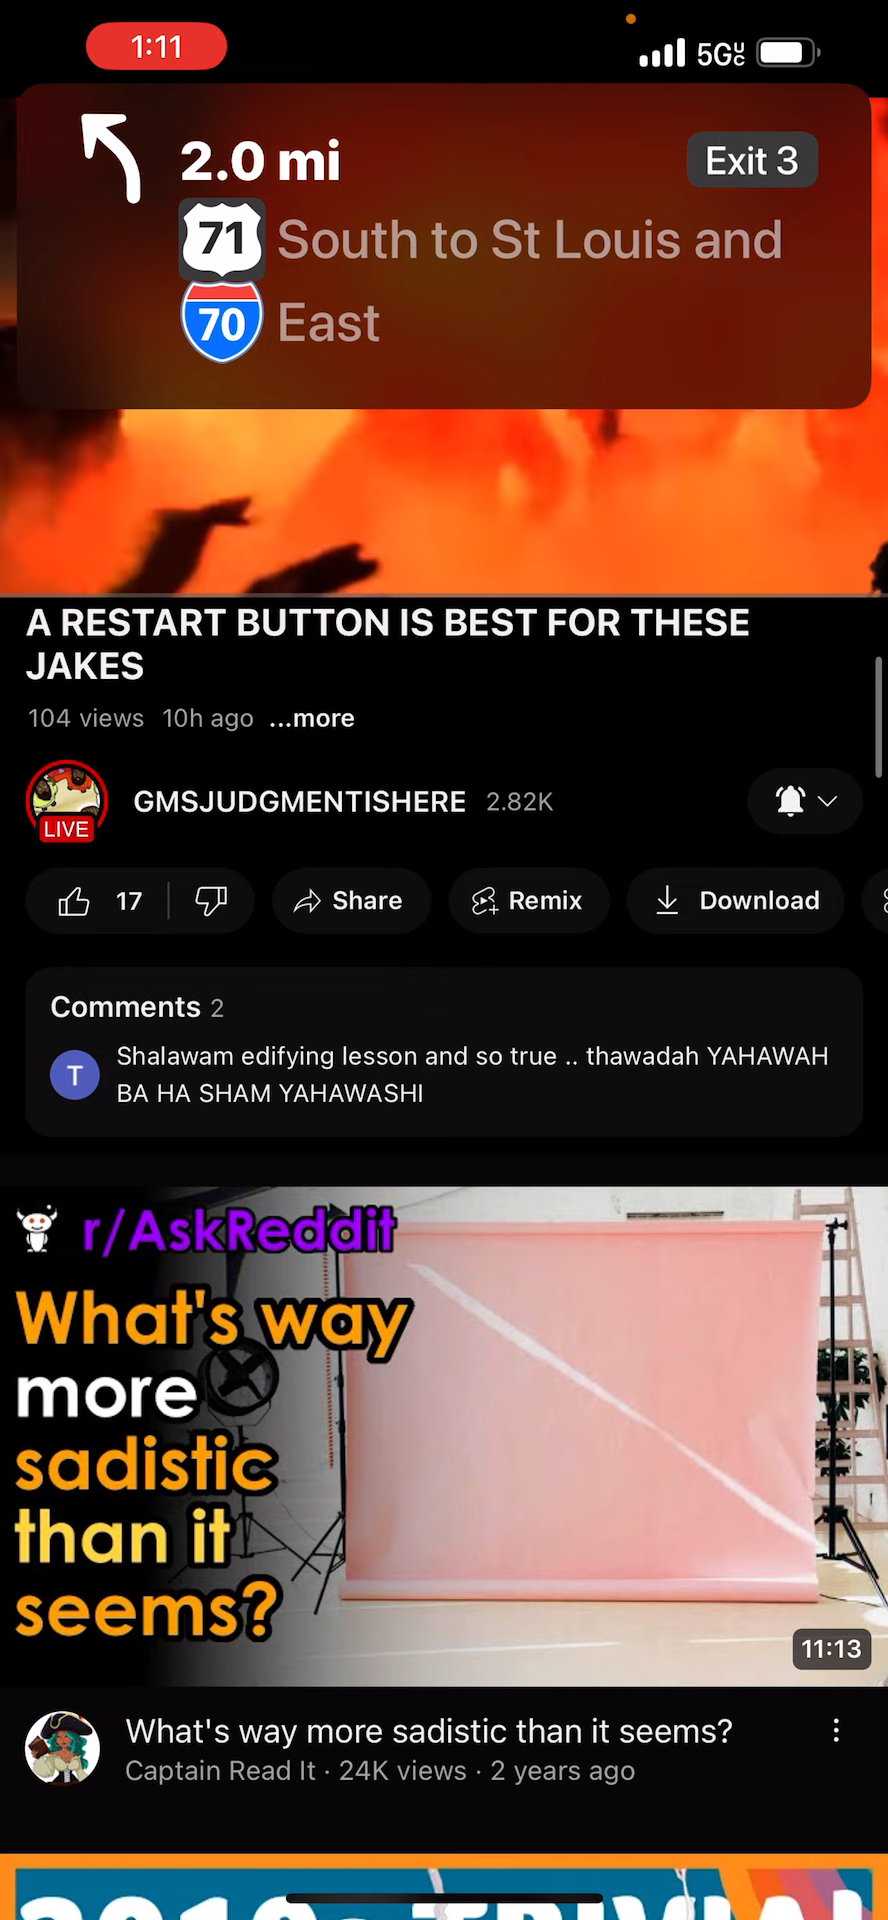 1:11
5GUC
2.0 mi
Exit 3
71 South to St Louis and
70 East
A RESTART BUTTON IS BEST FOR THESE
JAKES
104 views 10h ago ...more
GMSJUDGMENTISHERE 2.82K
LIVE
17 Share Remix Download
Comments 2
T
Shalawam edifying lesson and so true .. thawadah YAHAWAH
BA HA SHAM YAHAWASHI
r/AskReddit
What's way
more
sadistic
than it
seems?
11:13
What's way more sadistic than it seems?
Captain Read It · 24K views · 2 years ago